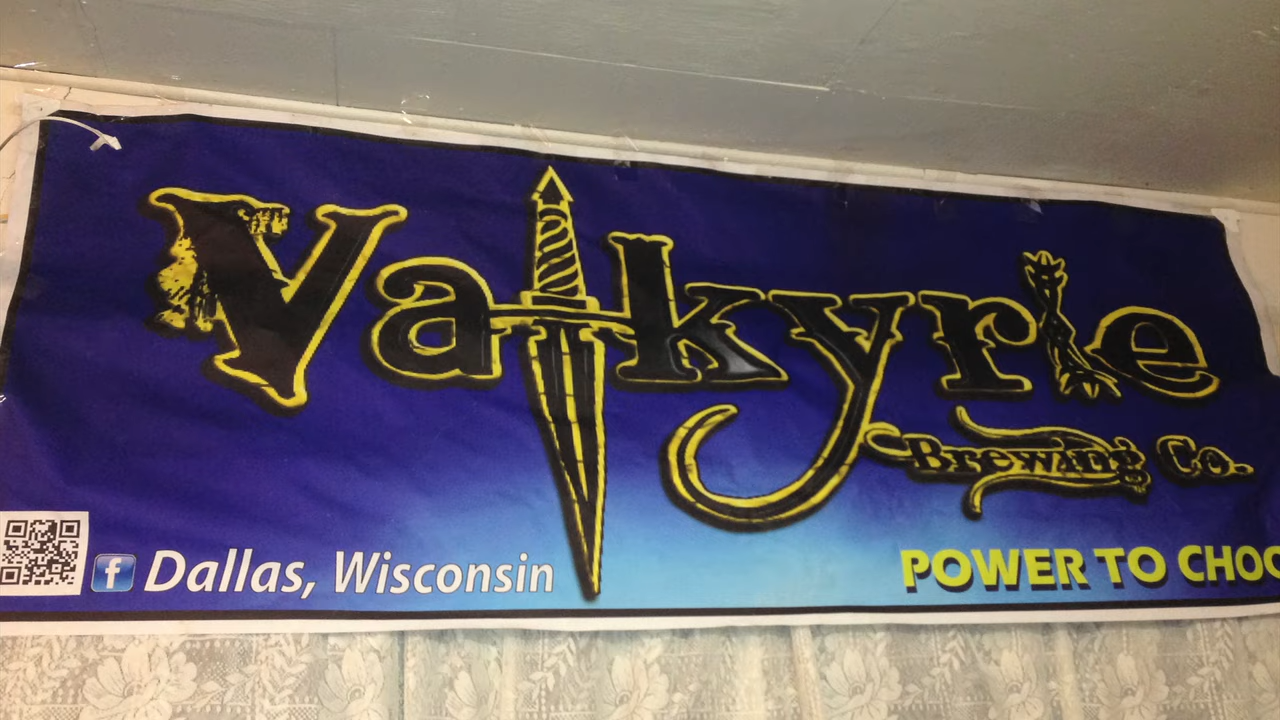 Valkyrie
Brewing Co.
f Dallas, Wisconsin
POWER TO CHOO